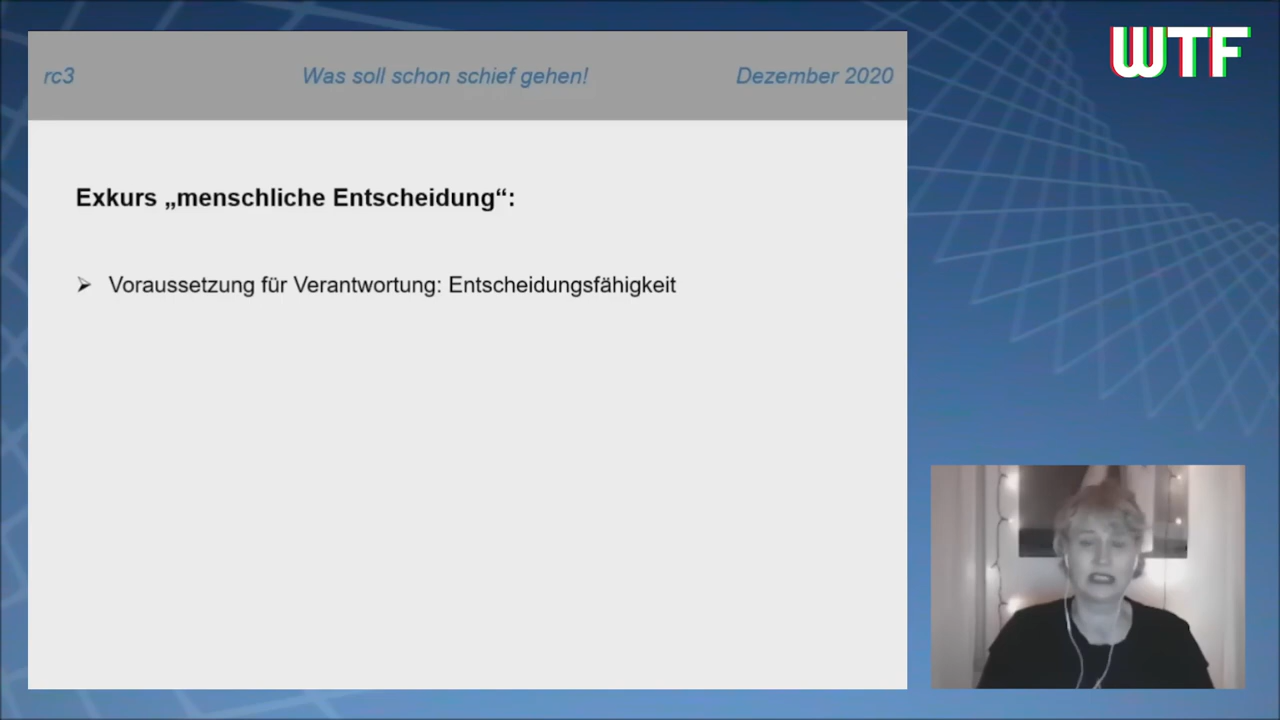 rc3
Was soll schon schief gehen!
Dezember 2020
WTF
Exkurs „menschliche Entscheidung“:
Voraussetzung für Verantwortung: Entscheidungsfähigkeit